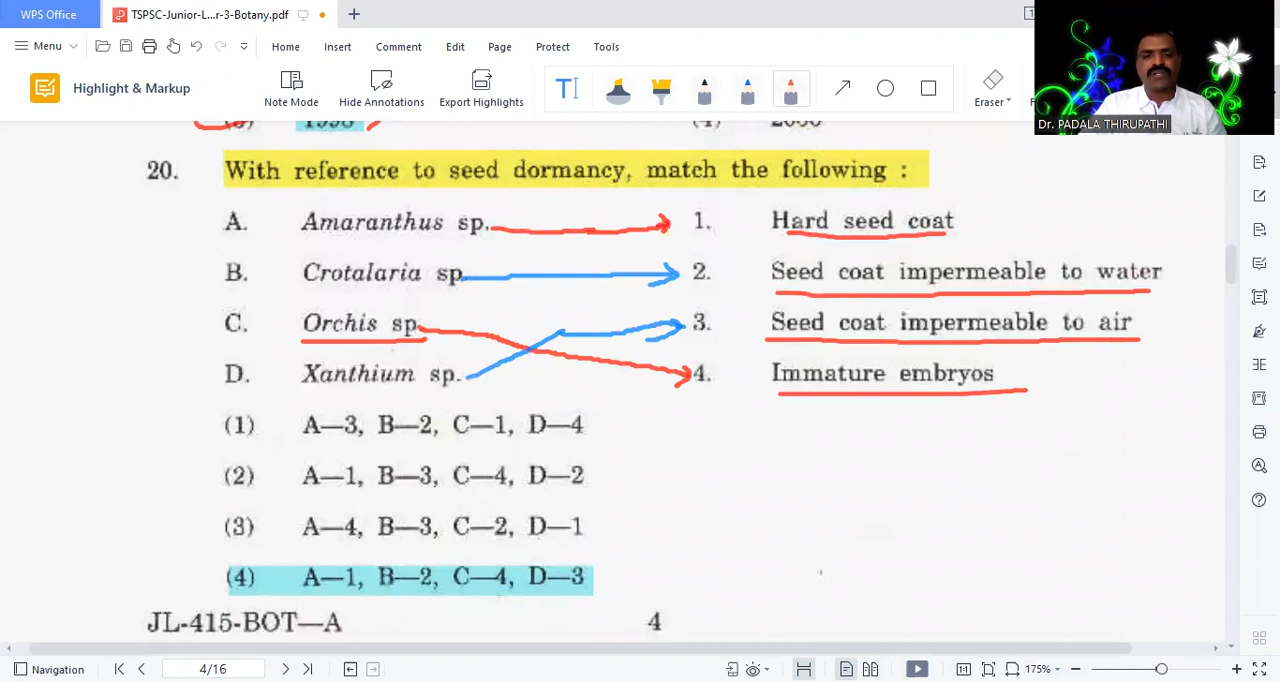 WPS Office
TSPSC-Junior-L...r-3-Botany.pdf
Menu
Home Insert Comment Edit Page Protect Tools
Highlight & Markup
Note Mode Hide Annotations Export Highlights
Eraser
Dr. PADALA THIRUPATHI
20. With reference to seed dormancy, match the following :
A. Amaranthus sp. 1. Hard seed coat
B. Crotalaria sp. 2. Seed coat impermeable to water
C. Orchis sp. 3. Seed coat impermeable to air
D. Xanthium sp. 4. Immature embryos
(1) A—3, B—2, C—1, D—4
(2) A—1, B—3, C—4, D—2
(3) A—4, B—3, C—2, D—1
(4) A—1, B—2, C—4, D—3
JL-415-BOT—A 4
Navigation 4/16 175%